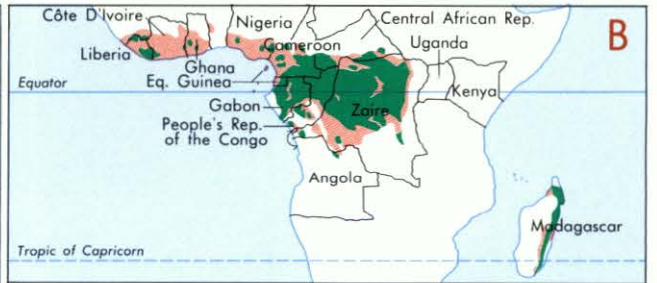 Côte D'Ivoire
Nigeria
Central African Rep.
B
Liberia
Cameroon
Uganda
Ghana
Eq. Guinea
Equator
Kenya
Gabon
Zaire
People's Rep.
of the Congo
Angola
Madagascar
Tropic of Capricorn